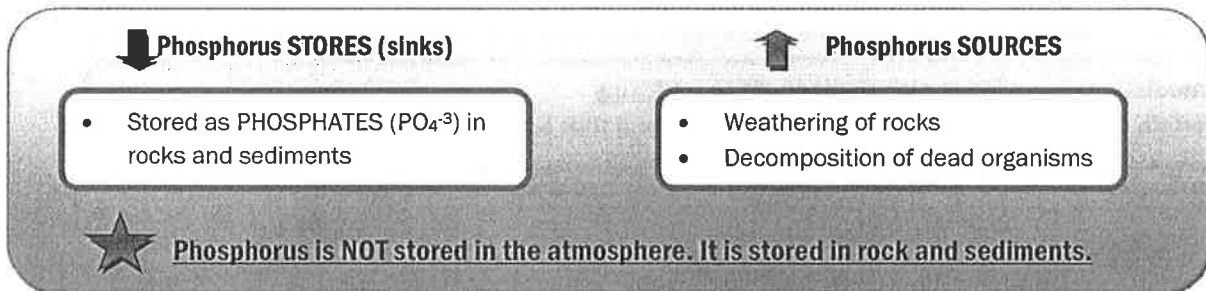 Phosphorus STORES (sinks)
• Stored as PHOSPHATES (PO₄⁻³) in
rocks and sediments
Phosphorus SOURCES
• Weathering of rocks
• Decomposition of dead organisms
Phosphorus is NOT stored in the atmosphere. It is stored in rock and sediments.